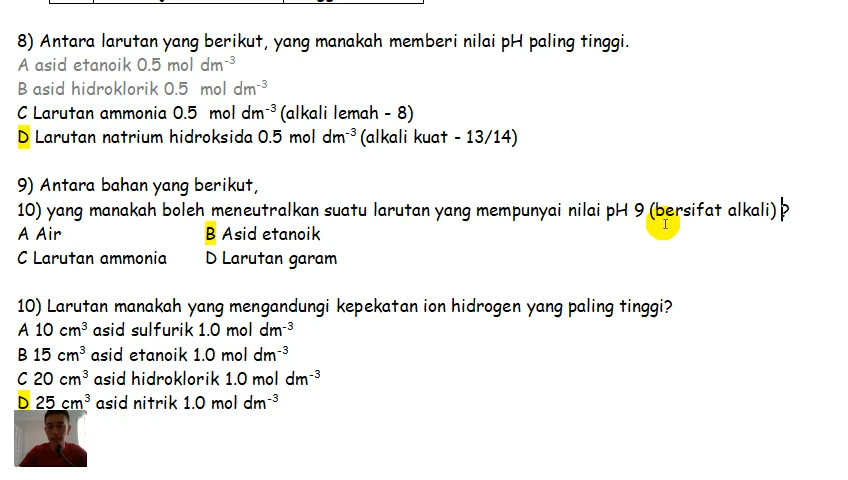 8) Antara larutan yang berikut, yang manakah memberi nilai pH paling tinggi.
A asid etanoik 0.5 mol dm⁻³
B asid hidroklorik 0.5 mol dm⁻³
C Larutan ammonia 0.5 mol dm⁻³ (alkali lemah - 8)
D Larutan natrium hidroksida 0.5 mol dm⁻³ (alkali kuat - 13/14)
9) Antara bahan yang berikut,
10) yang manakah boleh meneutralkan suatu larutan yang mempunyai nilai pH 9 (bersifat alkali) ?
A Air B Asid etanoik
C Larutan ammonia D Larutan garam
10) Larutan manakah yang mengandungi kepekatan ion hidrogen yang paling tinggi?
A 10 cm³ asid sulfurik 1.0 mol dm⁻³
B 15 cm³ asid etanoik 1.0 mol dm⁻³
C 20 cm³ asid hidroklorik 1.0 mol dm⁻³
D 25 cm³ asid nitrik 1.0 mol dm⁻³